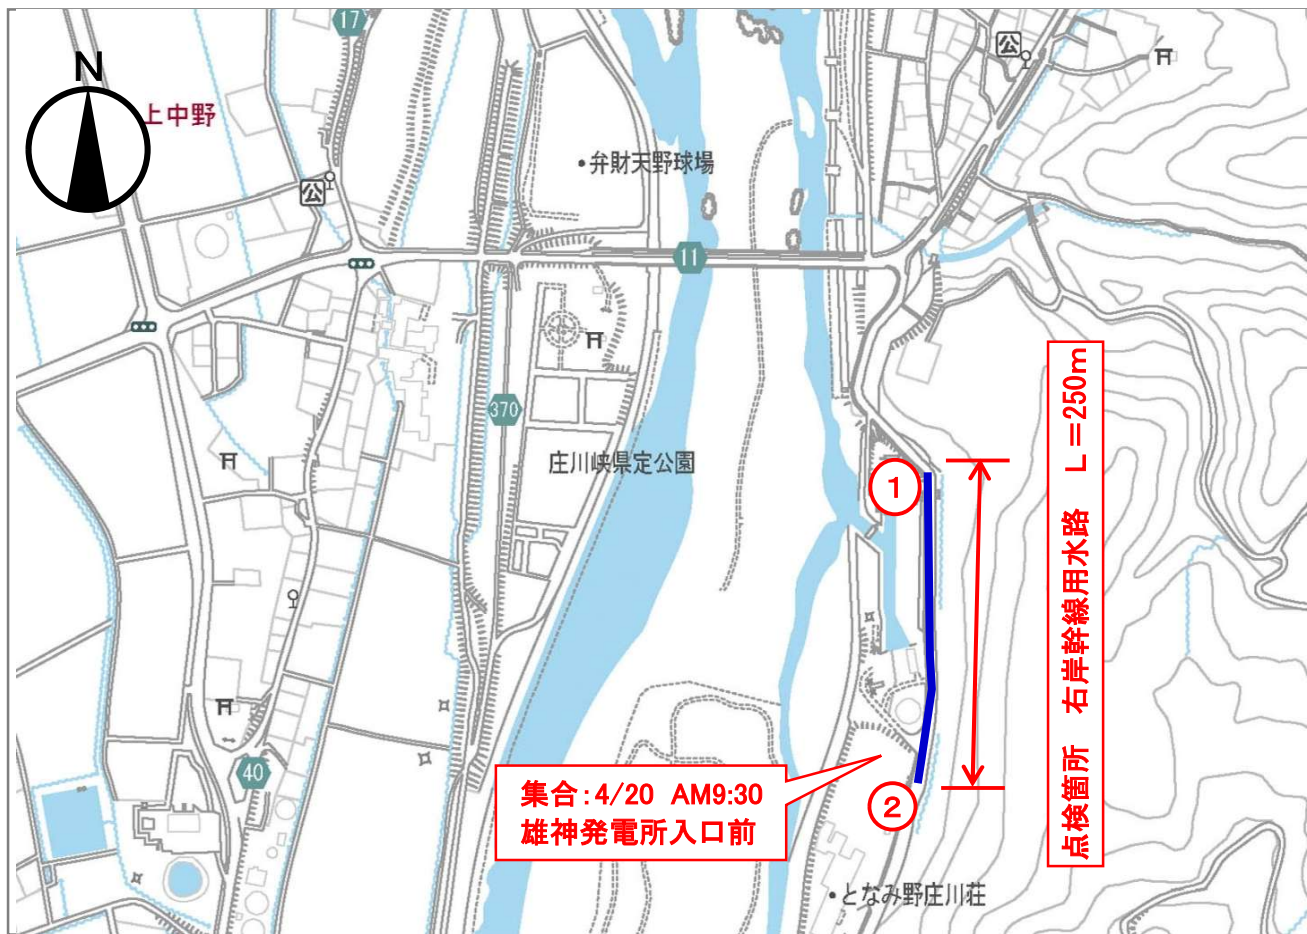 17
公
N
上中野
弁財天野球場
公
11
370
庄川峡県定公園
点検箇所 右岸幹線用水路 L=250m
①
集合:4/20 AM9:30
雄神発電所入口前
②
40
となみ野庄川荘